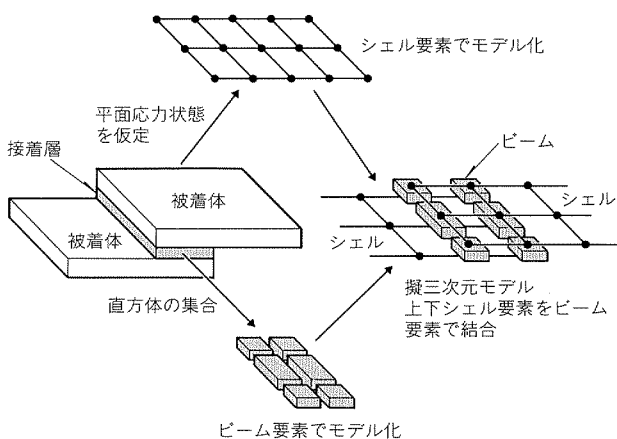 シェル要素でモデル化
平面応力状態
を仮定
接着層
被着体
被着体
ビーム
シェル
シェル
直方体の集合
擬三次元モデル
上下シェル要素をビーム
要素で結合
ビーム要素でモデル化